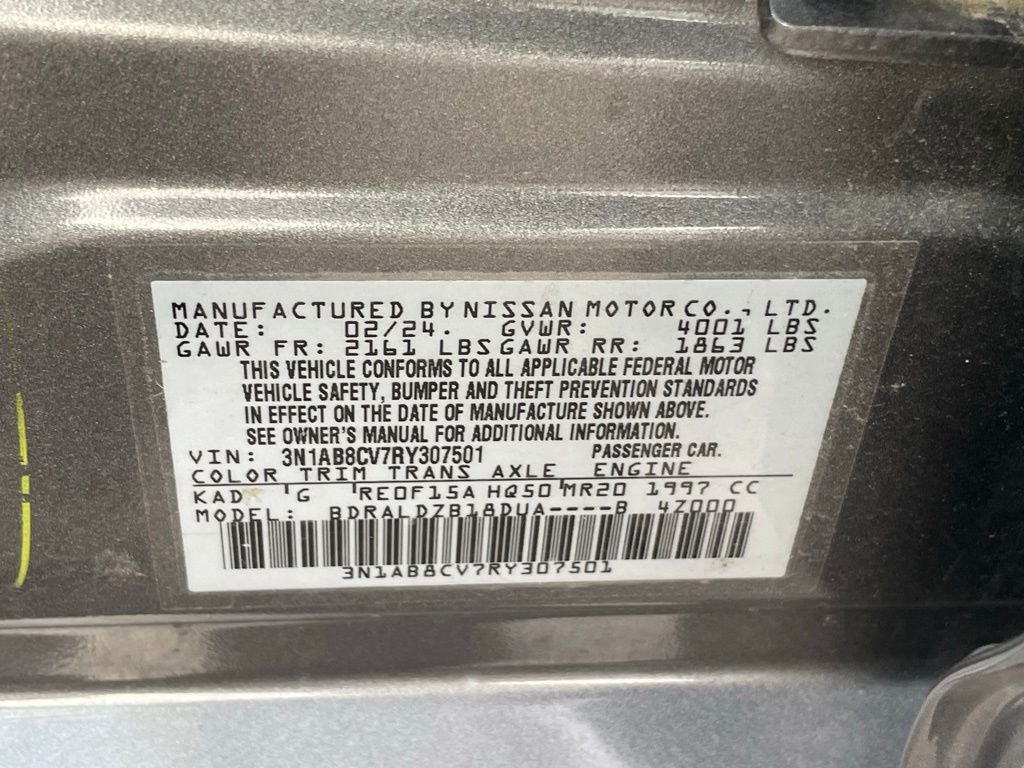 MANUFACTURED BY NISSAN MOTOR CO., LTD.
DATE: 02/24. GVWR: 4001 LBS
GAWR FR: 2161 LBS GAWR RR: 1863 LBS
THIS VEHICLE CONFORMS TO ALL APPLICABLE FEDERAL MOTOR
VEHICLE SAFETY, BUMPER AND THEFT PREVENTION STANDARDS
IN EFFECT ON THE DATE OF MANUFACTURE SHOWN ABOVE.
SEE OWNER'S MANUAL FOR ADDITIONAL INFORMATION.
VIN: 3N1AB8CV7RY307501 PASSENGER CAR.
COLOR TRIM TRANS AXLE ENGINE
KAD G RE0F15A HQ50 MR20 1997 CC
MODEL: BDRALDZB18DUA----B 4Z000
3N1AB8CV7RY307501